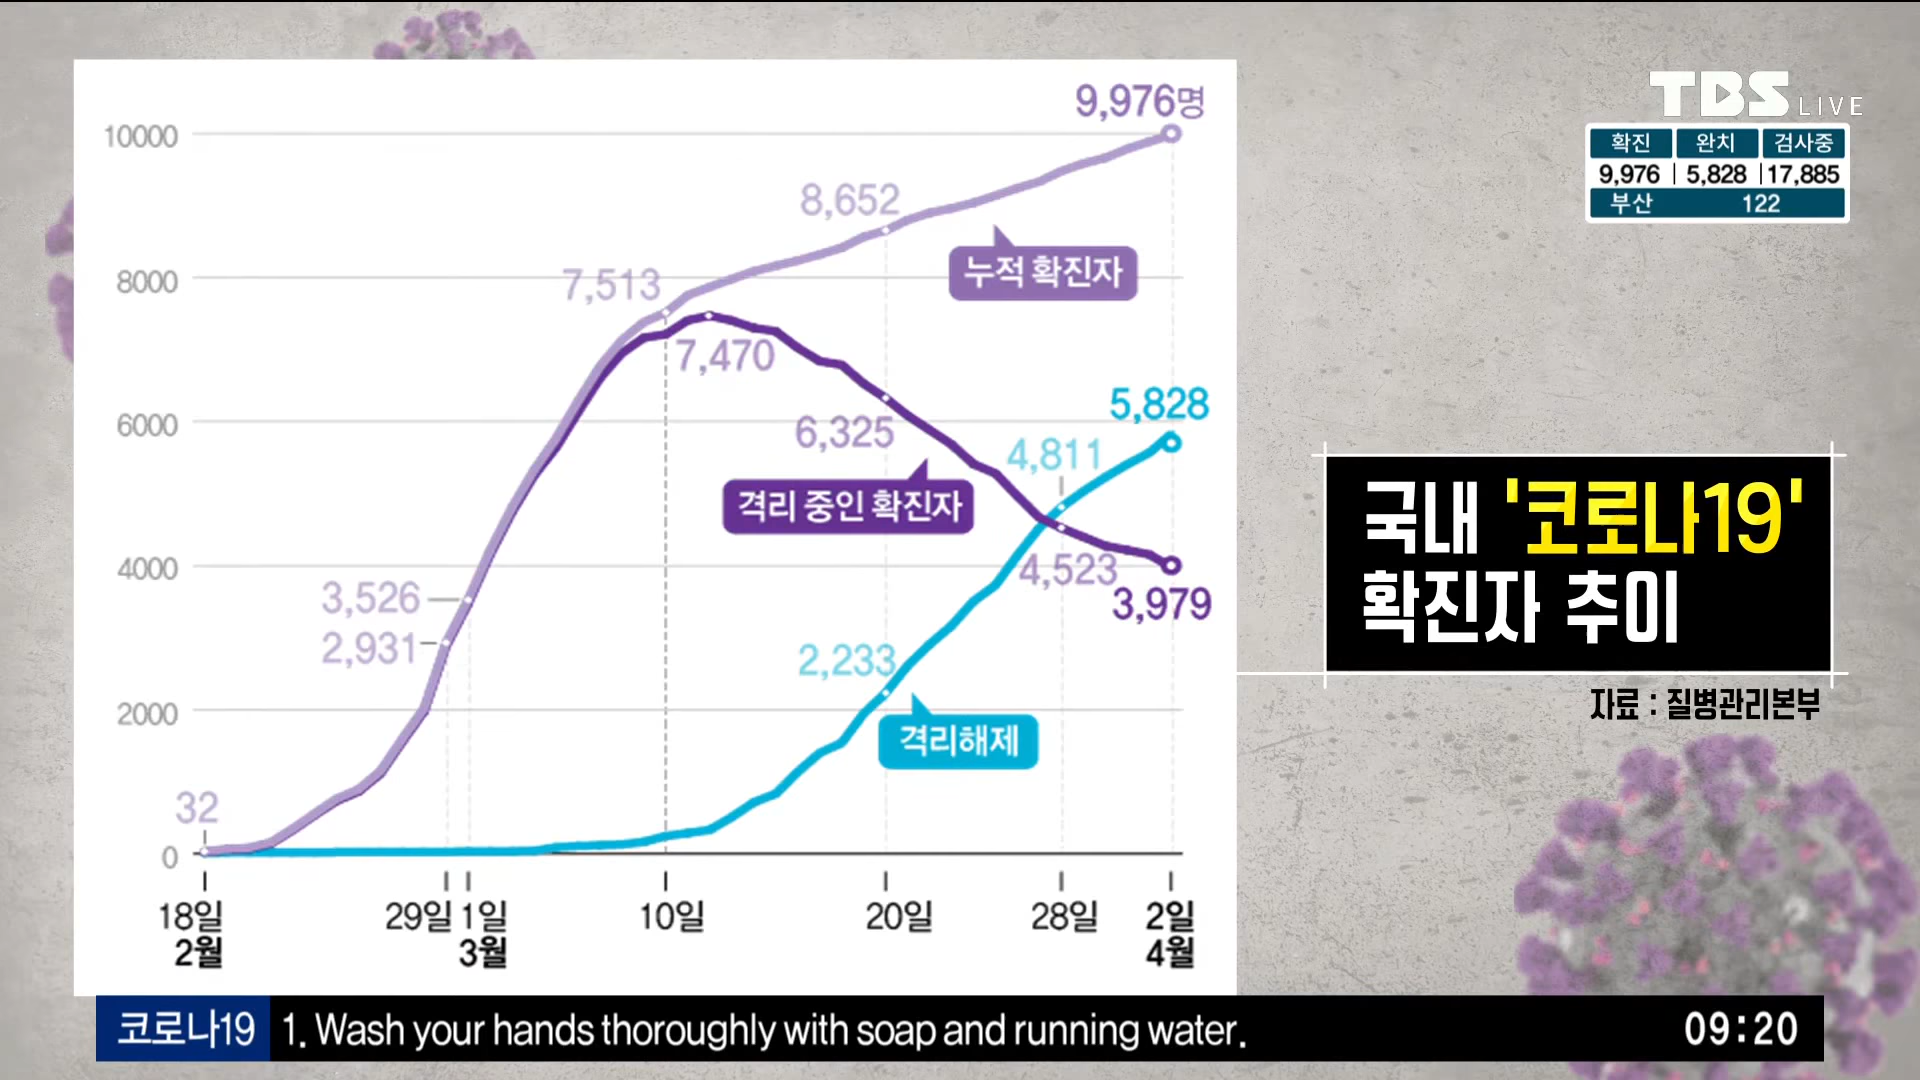 TBS LIVE
확진 완치 검사중
9,976 5,828 17,885
부산 122
9,976명
10000
8,652
누적 확진자
7,513
8000
7,470
6000
6,325
5,828
4,811
격리 중인 확진자
4000
4,523
3,979
3,526
2,931
2,233
2000
격리해제
32
0
18일 29일 1일 10일 20일 28일 2일
2월 3월 4월
국내 '코로나19'
확진자 추이
자료 : 질병관리본부
코로나19 1. Wash your hands thoroughly with soap and running water. 09:20